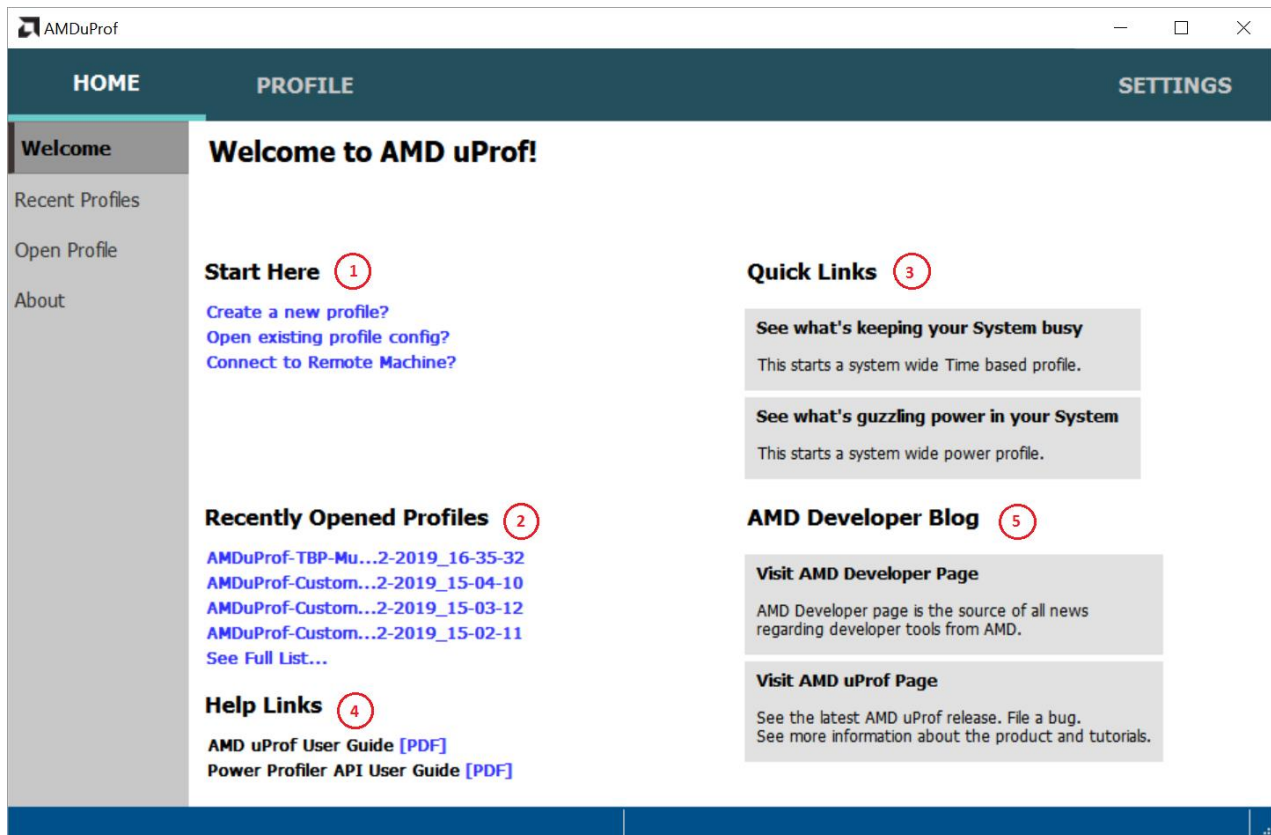 AMDuProf
HOME
PROFILE
SETTINGS
Welcome
Recent Profiles
Open Profile
About
Welcome to AMD uProf!
Start Here 1
Create a new profile?
Open existing profile config?
Connect to Remote Machine?
Quick Links 3
See what's keeping your System busy
This starts a system wide Time based profile.
See what's guzzling power in your System
This starts a system wide power profile.
Recently Opened Profiles 2
AMDuProf-TBP-Mu...2-2019_16-35-32
AMDuProf-Custom...2-2019_15-04-10
AMDuProf-Custom...2-2019_15-03-12
AMDuProf-Custom...2-2019_15-02-11
See Full List...
Help Links 4
AMD uProf User Guide [PDF]
Power Profiler API User Guide [PDF]
AMD Developer Blog 5
Visit AMD Developer Page
AMD Developer page is the source of all news
regarding developer tools from AMD.
Visit AMD uProf Page
See the latest AMD uProf release. File a bug.
See more information about the product and tutorials.